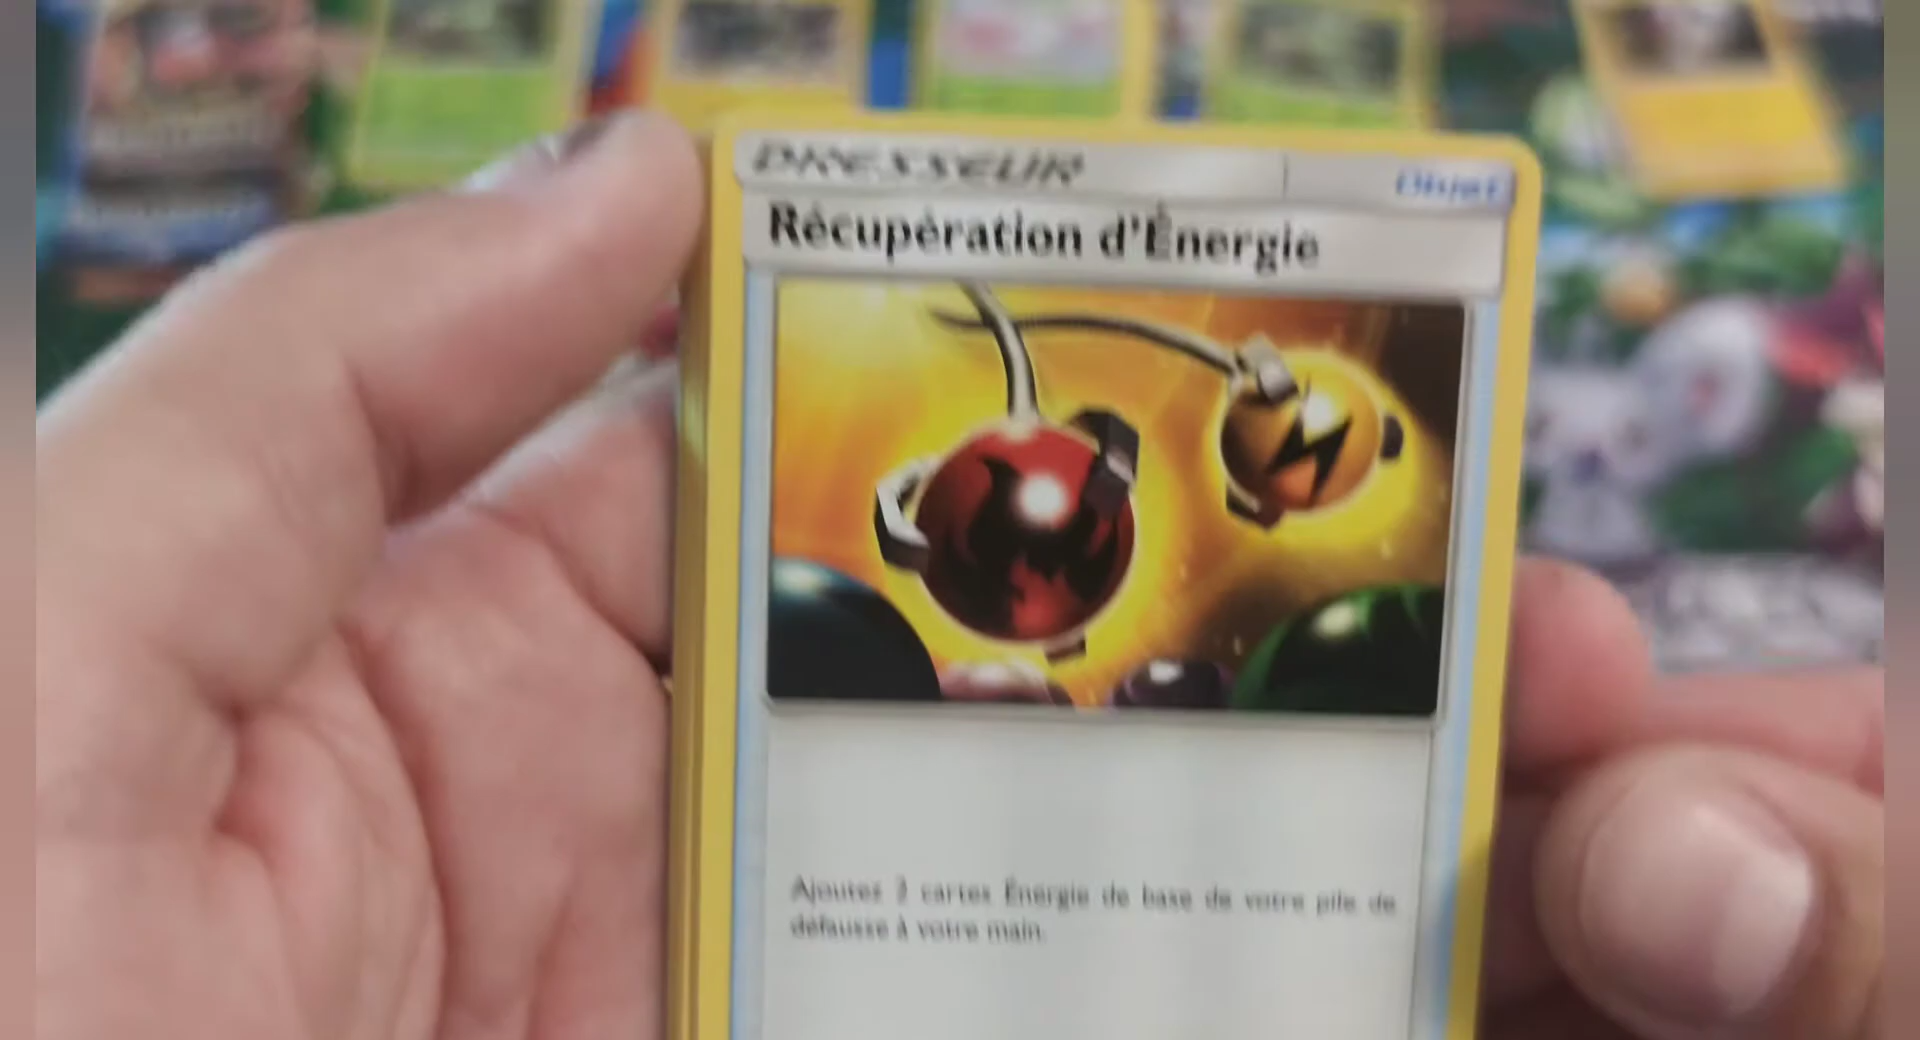 DRESSEUR
Objet
Récupération d'Énergie
Ajoutez 2 cartes Énergie de base de votre pile de
défausse à votre main.